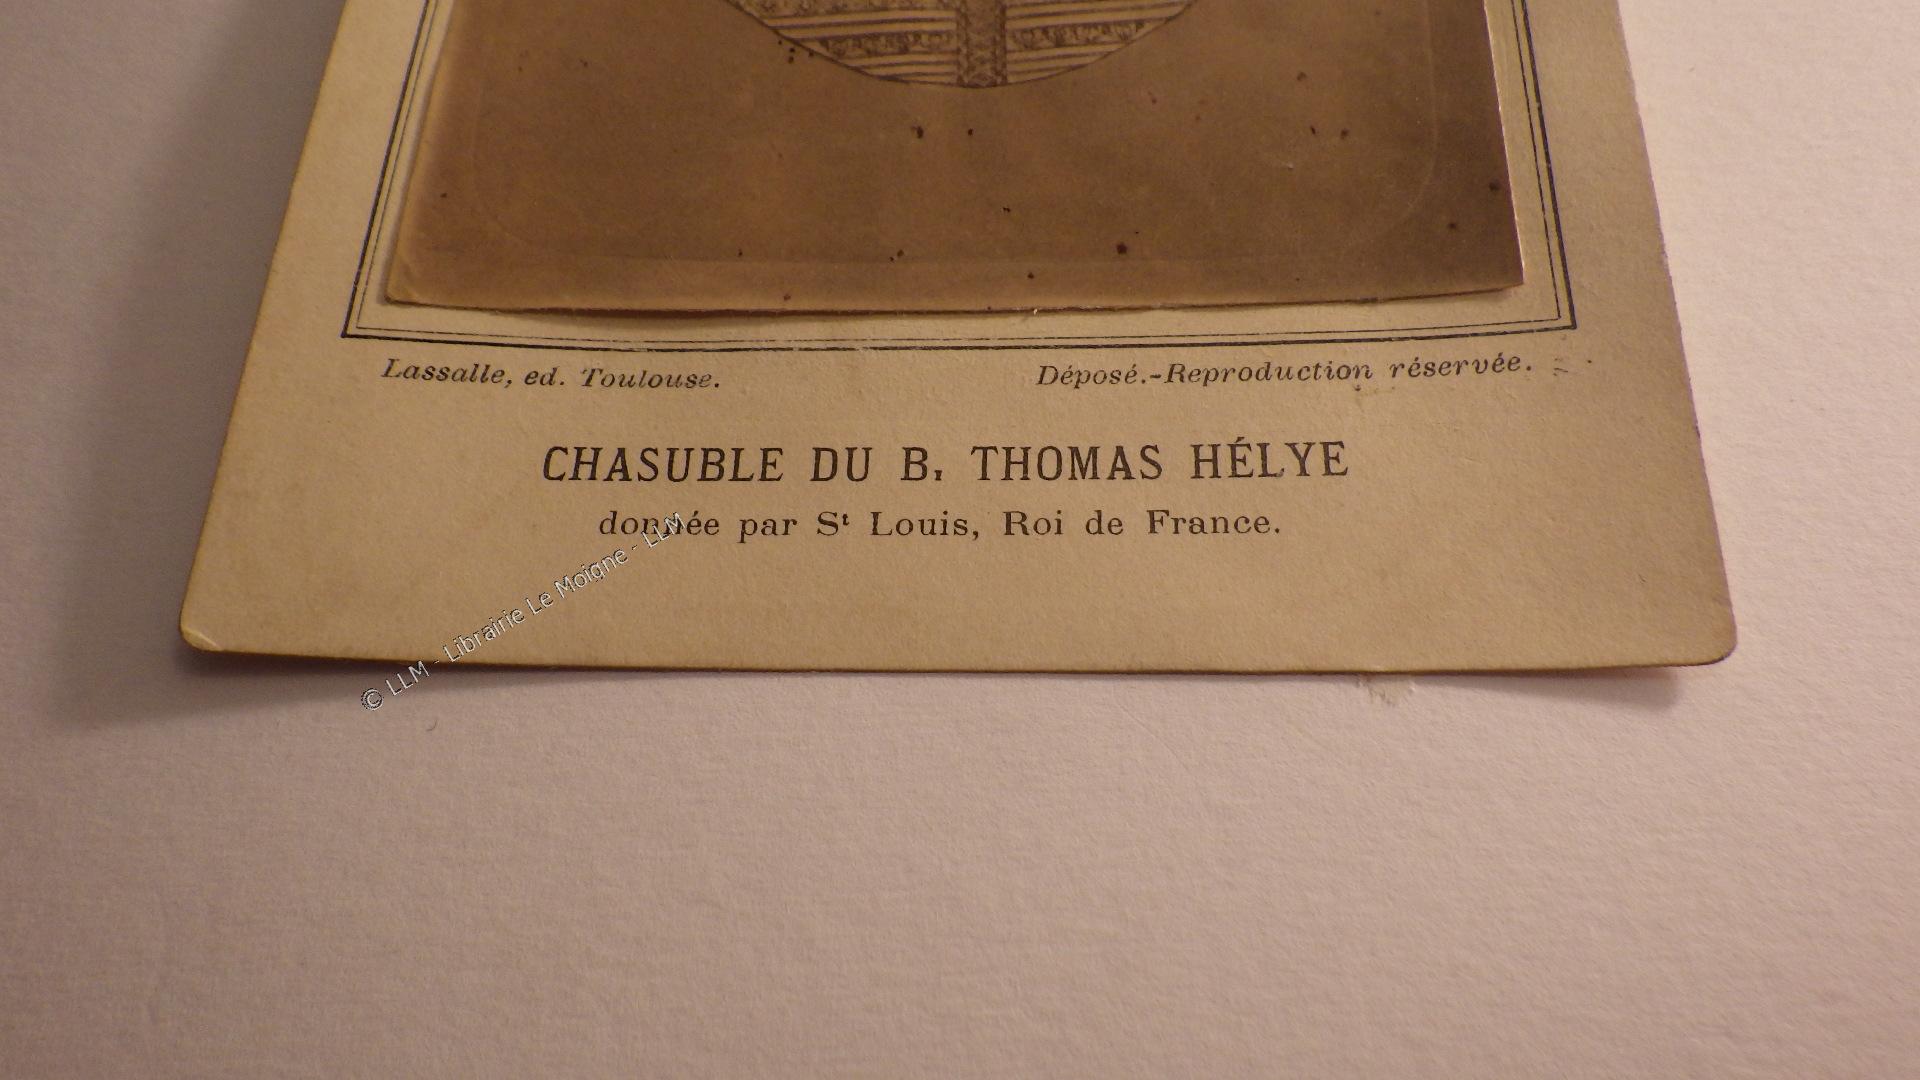 Lassalle, ed. Toulouse.
Déposé.-Reproduction réservée.
CHASUBLE DU B. THOMAS HÉLYE
donnée par St Louis, Roi de France.
© LLM - Librairie Le Moigne - LLM